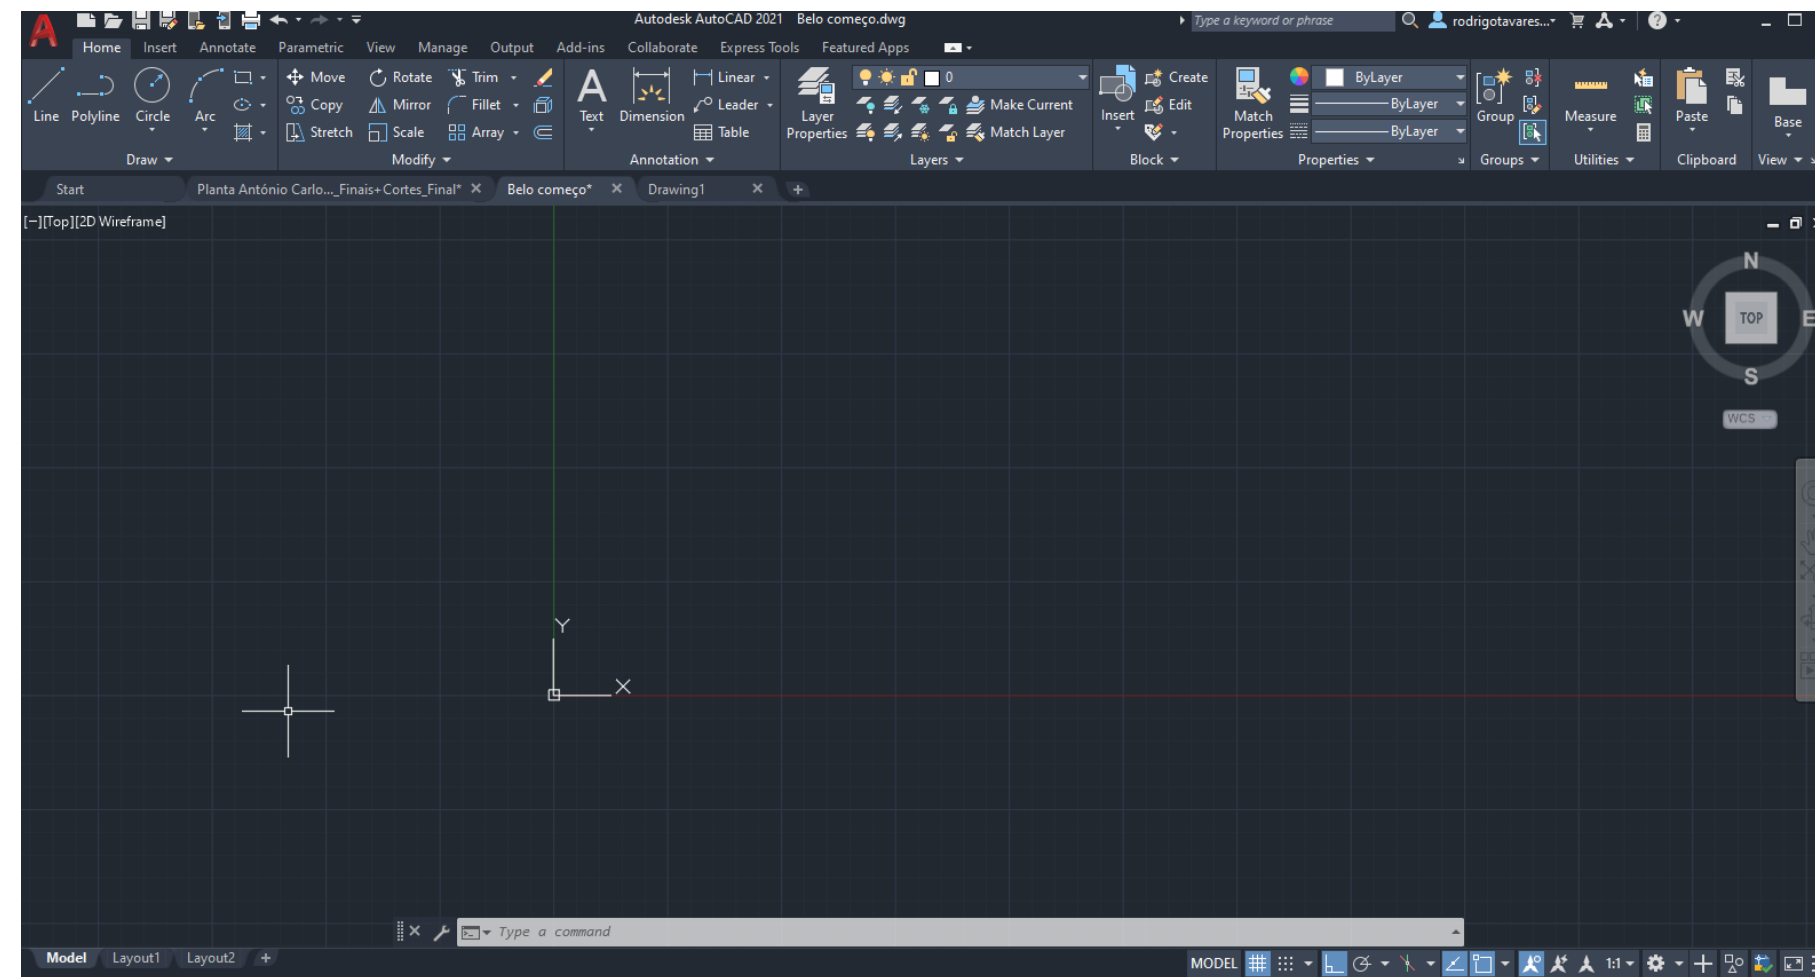 Autodesk AutoCAD 2021 Belo começo.dwg Type a keyword or phrase rodrigotavares...
Home Insert Annotate Parametric View Manage Output Add-ins Collaborate Express Tools Featured Apps
Move Rotate Trim Linear 0 Create ByLayer
Copy Mirror Fillet Leader Make Current Edit ByLayer
Line Polyline Circle Arc Text Dimension Layer Insert Match Group Measure Paste Base
Stretch Scale Array Table Properties Match Layer Properties ByLayer
Draw Modify Annotation Layers Block Properties Groups Utilities Clipboard View
Start Planta António Carlo..._Finais+Cortes_Final* Belo começo* Drawing1
[−][Top][2D Wireframe]
N
W TOP E
S
WCS
Y
X
Type a command
Model Layout1 Layout2 + MODEL 1:1